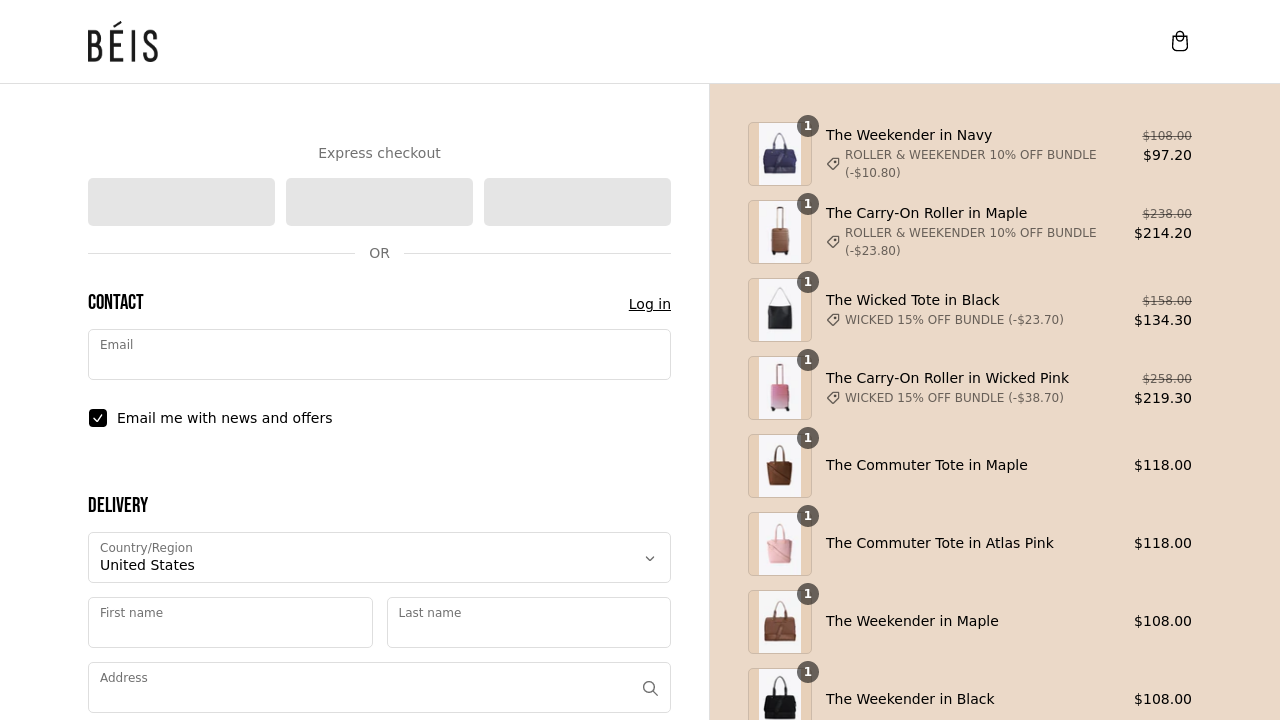 BÉIS
Express checkout
OR
CONTACT
Log in
Email
Email me with news and offers
DELIVERY
Country/Region
United States
First name
Last name
Address
1
The Weekender in Navy
ROLLER & WEEKENDER 10% OFF BUNDLE
(-$10.80)
$108.00
$97.20
1
The Carry-On Roller in Maple
ROLLER & WEEKENDER 10% OFF BUNDLE
(-$23.80)
$238.00
$214.20
1
The Wicked Tote in Black
WICKED 15% OFF BUNDLE (-$23.70)
$158.00
$134.30
1
The Carry-On Roller in Wicked Pink
WICKED 15% OFF BUNDLE (-$38.70)
$258.00
$219.30
1
The Commuter Tote in Maple
$118.00
1
The Commuter Tote in Atlas Pink
$118.00
1
The Weekender in Maple
$108.00
1
The Weekender in Black
$108.00